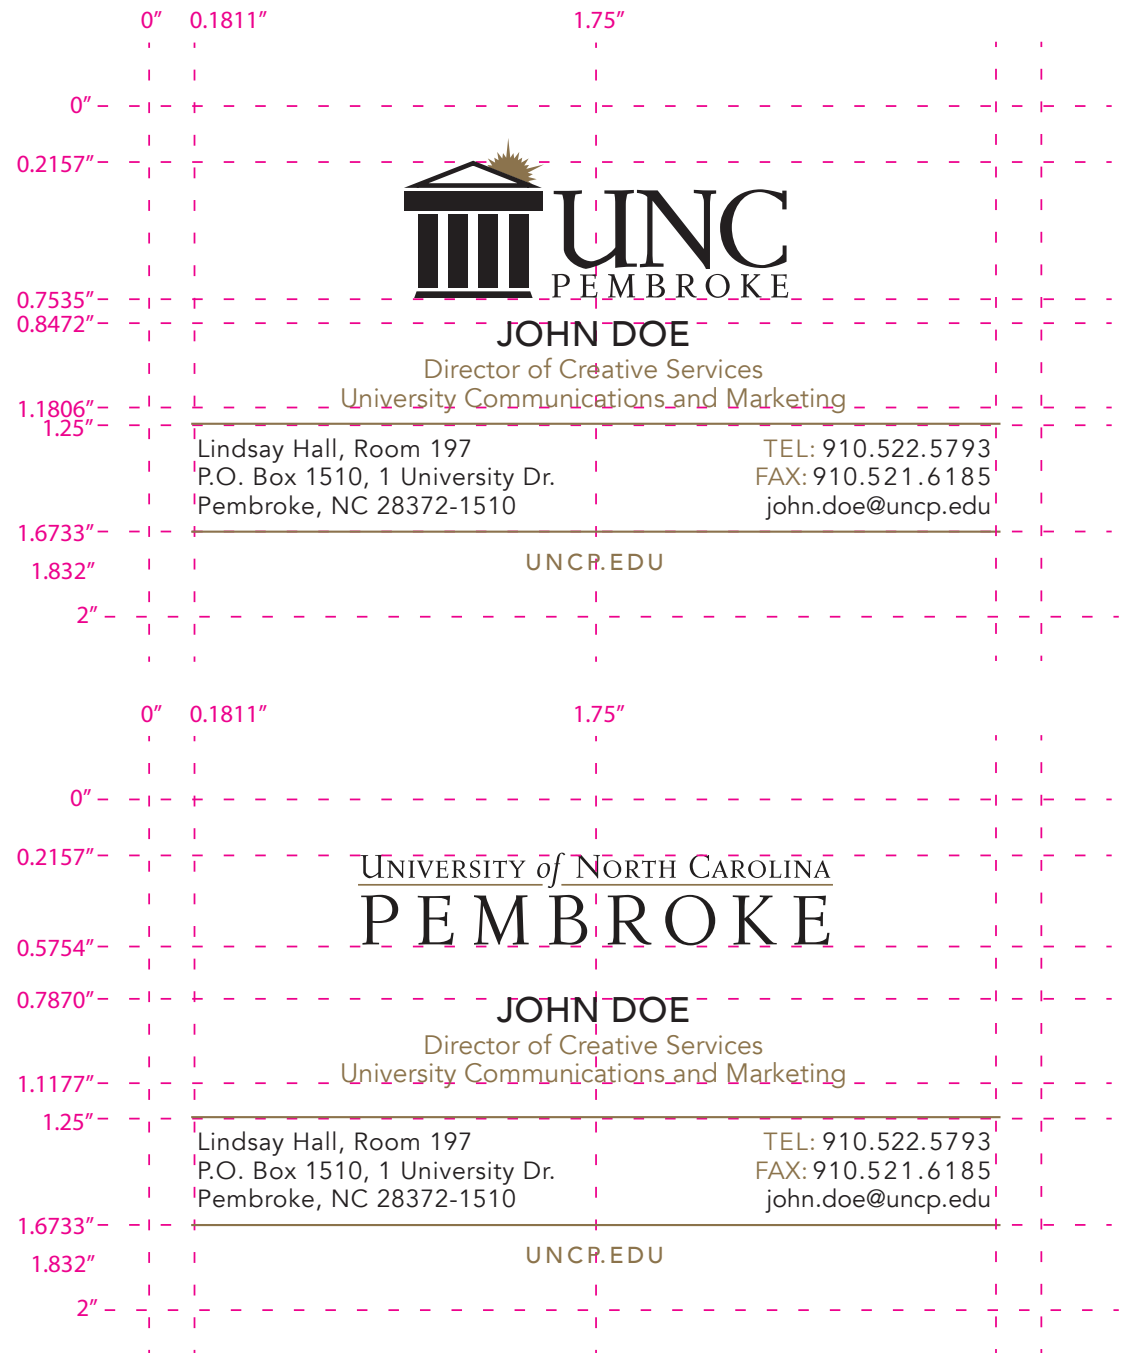 0” 0.1811” 1.75”
0”
0.2157”
UNC
PEMBROKE
0.7535”
0.8472”
JOHN DOE
Director of Creative Services
University Communications and Marketing
1.1806”
1.25”
Lindsay Hall, Room 197 TEL: 910.522.5793
P.O. Box 1510, 1 University Dr. FAX: 910.521.6185
Pembroke, NC 28372-1510 john.doe@uncp.edu
1.6733”
UNCP.EDU
1.832”
2”
0” 0.1811” 1.75”
0”
0.2157”
UNIVERSITY of NORTH CAROLINA
PEMBROKE
0.5754”
0.7870”
JOHN DOE
Director of Creative Services
University Communications and Marketing
1.1177”
1.25”
Lindsay Hall, Room 197 TEL: 910.522.5793
P.O. Box 1510, 1 University Dr. FAX: 910.521.6185
Pembroke, NC 28372-1510 john.doe@uncp.edu
1.6733”
UNCP.EDU
1.832”
2”